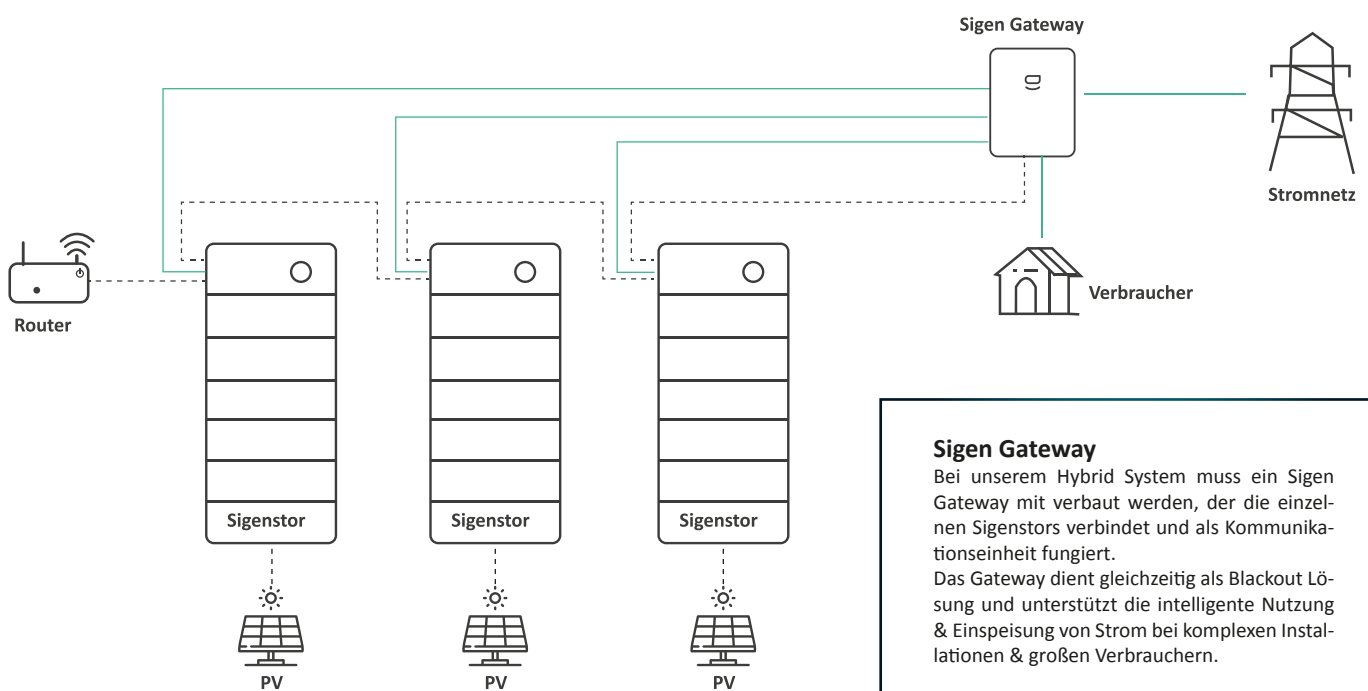 Sigen Gateway
Stromnetz
Verbraucher
Router
Sigenstor
Sigenstor
Sigenstor
PV
PV
PV
Sigen Gateway
Bei unserem Hybrid System muss ein Sigen
Gateway mit verbaut werden, der die einzel-
nen Sigenstors verbindet und als Kommunika-
tionseinheit fungiert.
Das Gateway dient gleichzeitig als Blackout Lö-
sung und unterstützt die intelligente Nutzung
& Einspeisung von Strom bei komplexen Instal-
lationen & großen Verbrauchern.